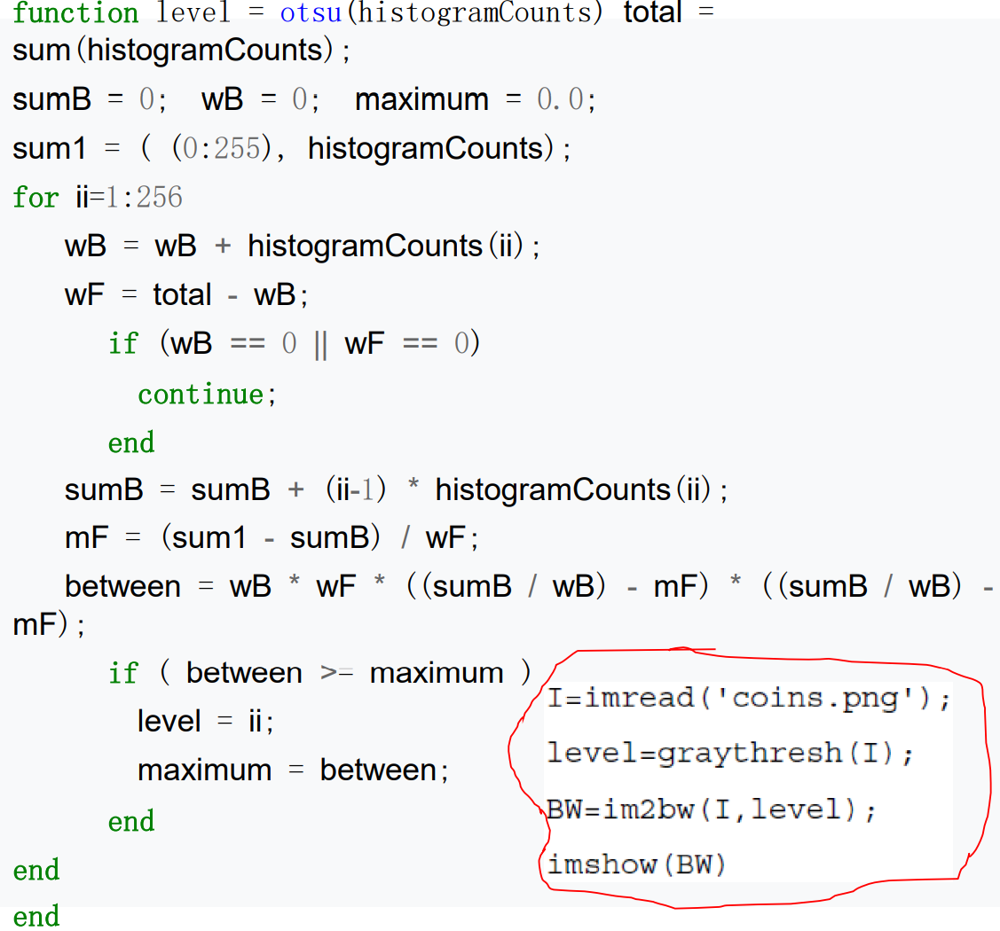 function level = otsu(histogramCounts) total =
sum(histogramCounts);
sumB = 0; wB = 0; maximum = 0.0;
sum1 = ( (0:255), histogramCounts);
for ii=1:256
wB = wB + histogramCounts(ii);
wF = total - wB;
if (wB == 0 || wF == 0)
continue;
end
sumB = sumB + (ii-1) * histogramCounts(ii);
mF = (sum1 - sumB) / wF;
between = wB * wF * ((sumB / wB) - mF) * ((sumB / wB) -
mF);
if ( between >= maximum )
level = ii;
maximum = between;
end
end
end
I=imread('coins.png');
level=graythresh(I);
BW=im2bw(I,level);
imshow(BW)